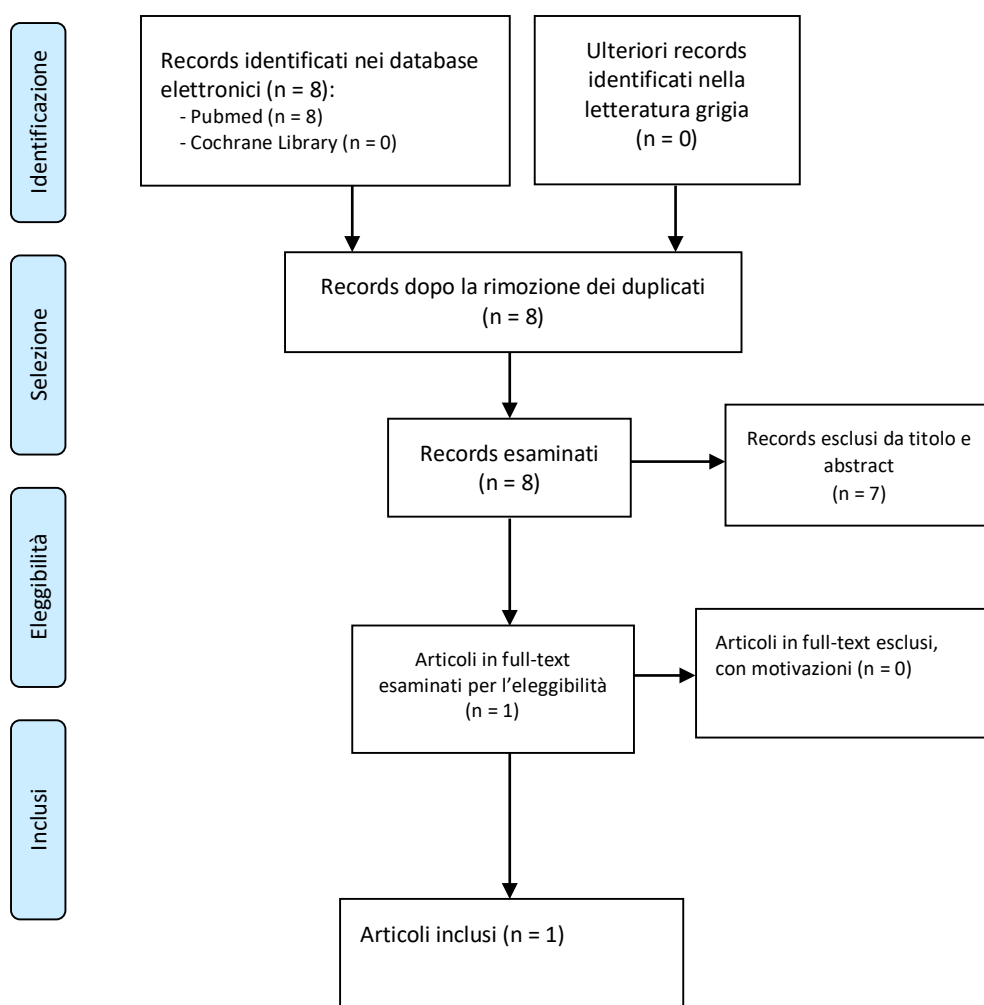 Identificazione
Records identificati nei database
elettronici (n = 8):
- Pubmed (n = 8)
- Cochrane Library (n = 0)
Ulteriori records
identificati nella
letteratura grigia
(n = 0)
Selezione
Records dopo la rimozione dei duplicati
(n = 8)
Records esaminati
(n = 8)
Records esclusi da titolo e
abstract
(n = 7)
Eleggibilità
Articoli in full-text
esaminati per l’eleggibilità
(n = 1)
Articoli in full-text esclusi,
con motivazioni (n = 0)
Inclusi
Articoli inclusi (n = 1)